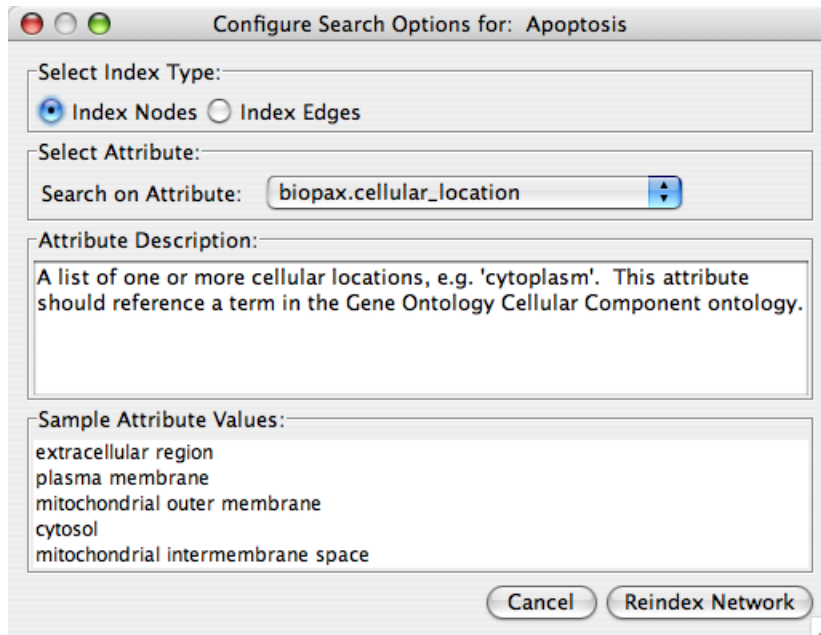 Configure Search Options for: Apoptosis
Select Index Type:
Index Nodes Index Edges
Select Attribute:
Search on Attribute: biopax.cellular_location
Attribute Description:
A list of one or more cellular locations, e.g. 'cytoplasm'. This attribute
should reference a term in the Gene Ontology Cellular Component ontology.
Sample Attribute Values:
extracellular region
plasma membrane
mitochondrial outer membrane
cytosol
mitochondrial intermembrane space
Cancel Reindex Network